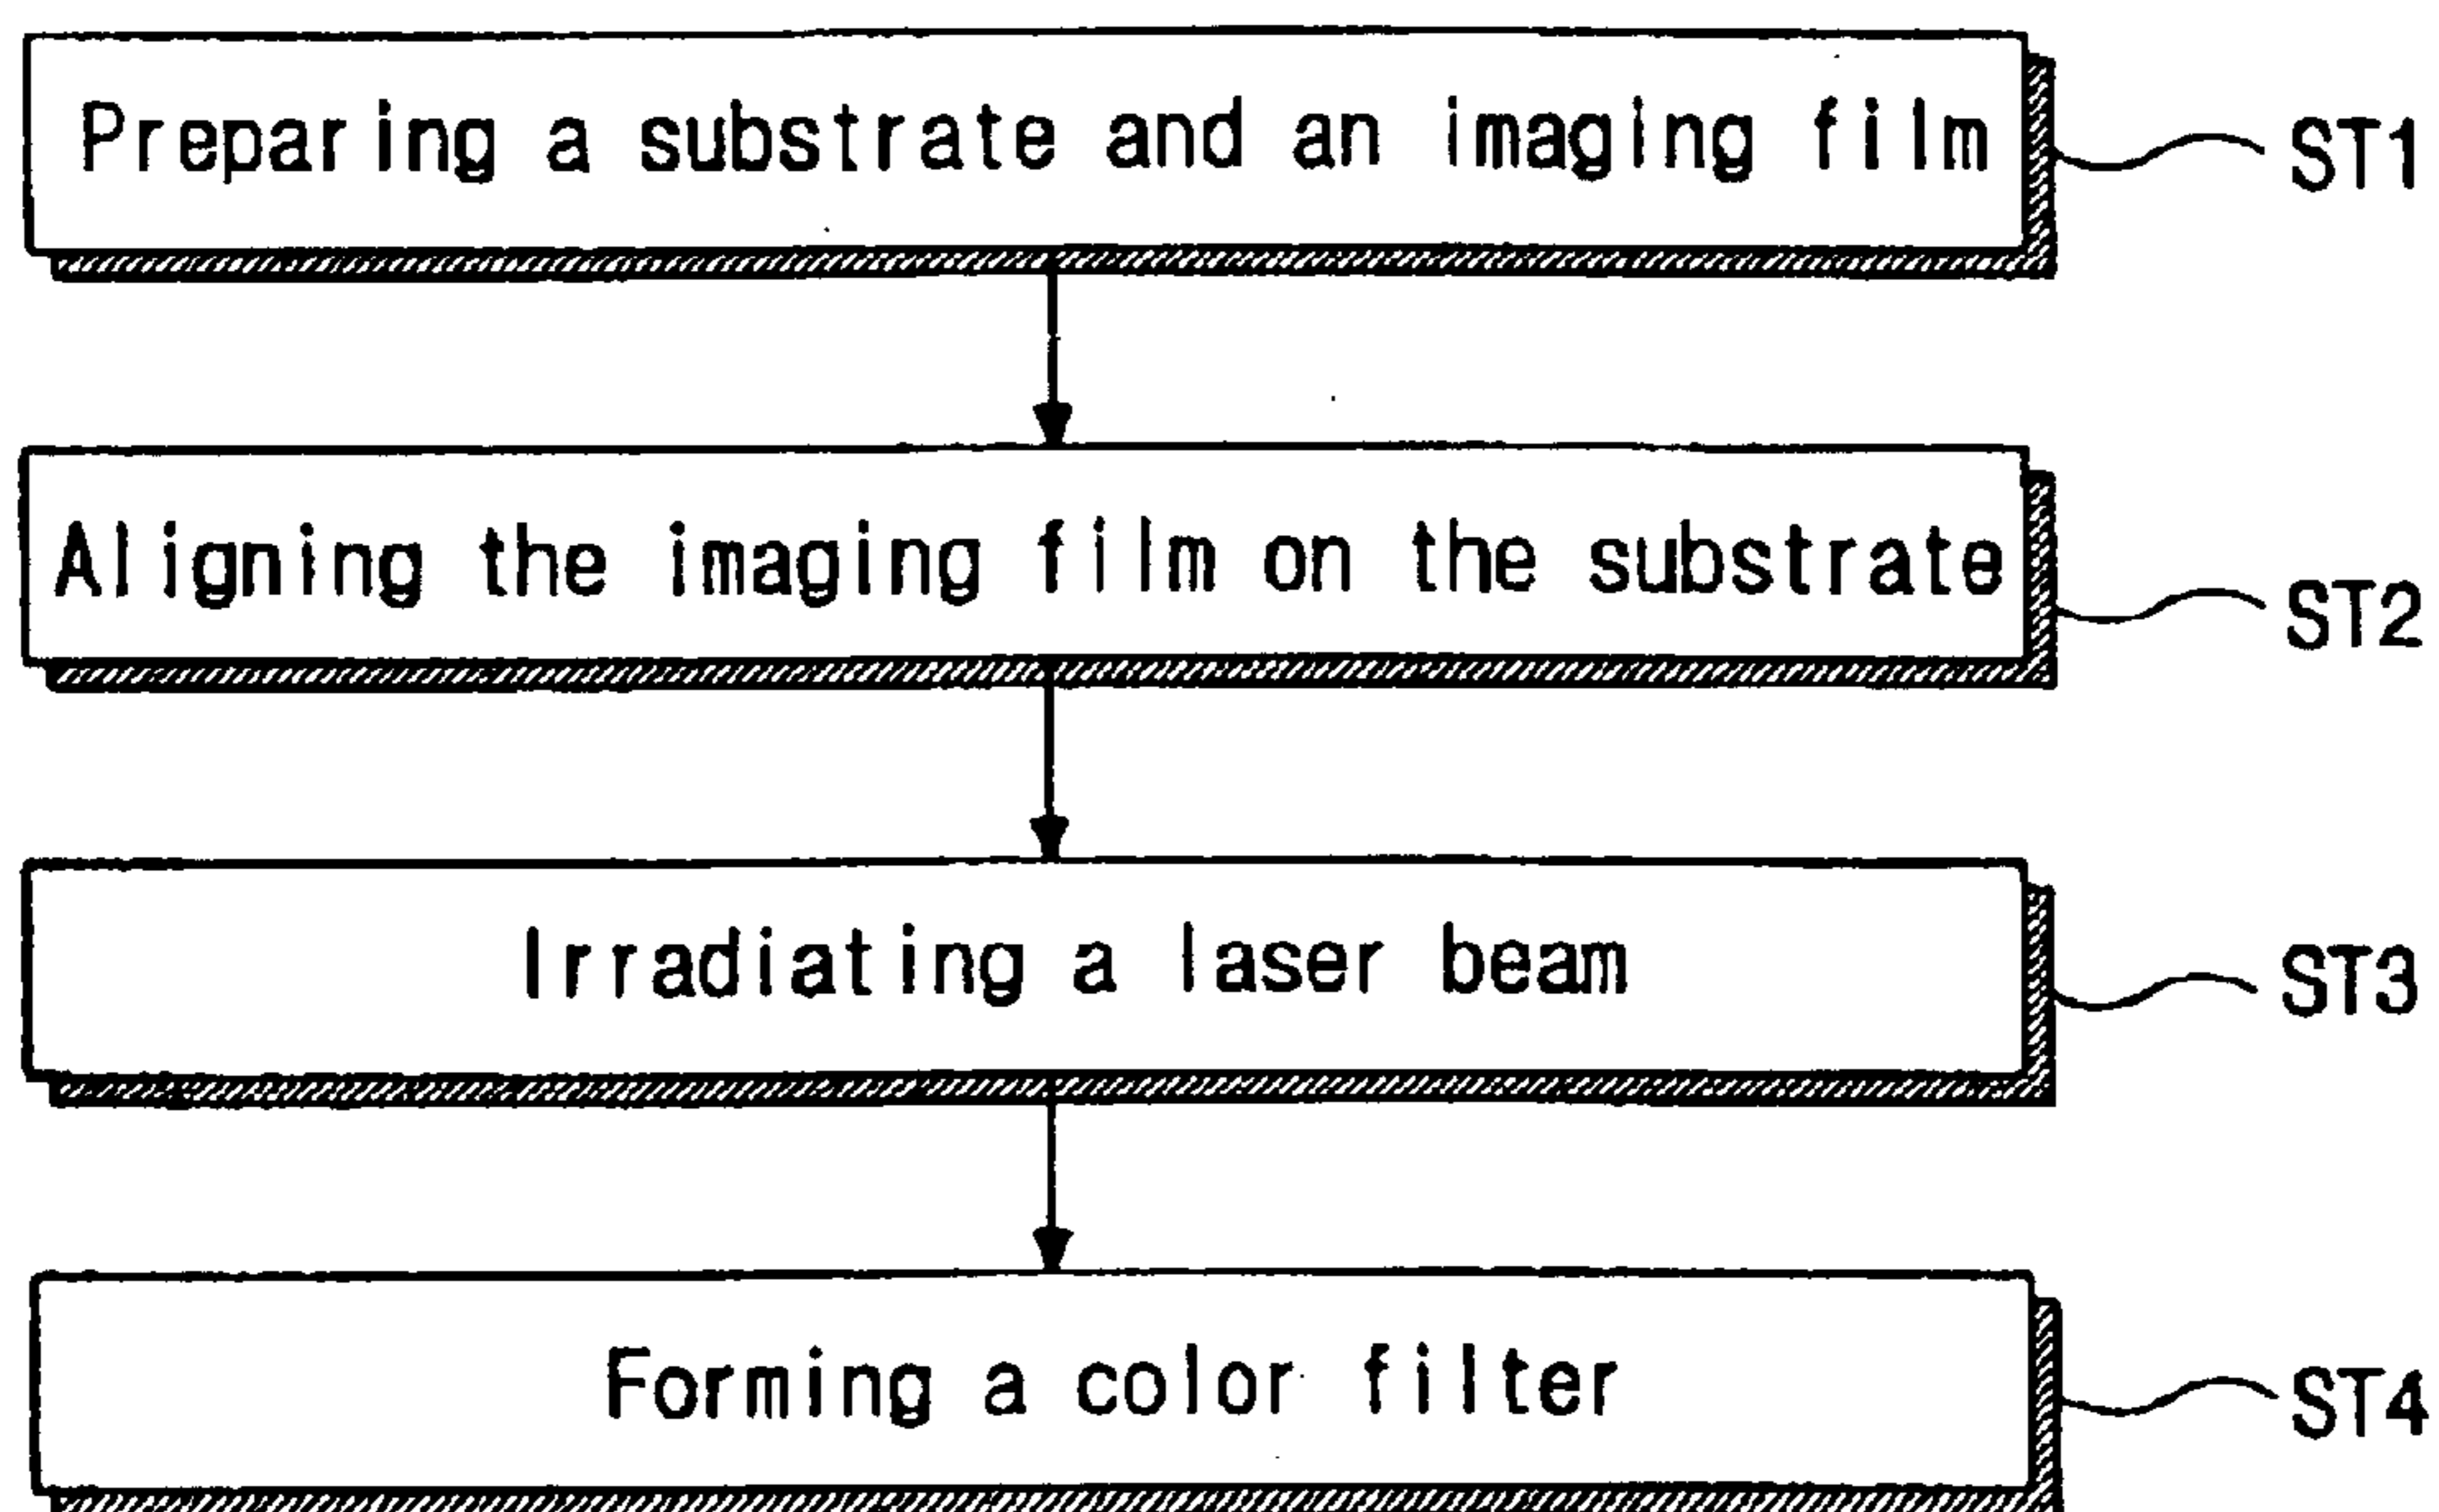 Preparing a substrate and an imaging film
ST1
Aligning the imaging film on the substrate
ST2
Irradiating a laser beam
ST3
Forming a color filter
ST4